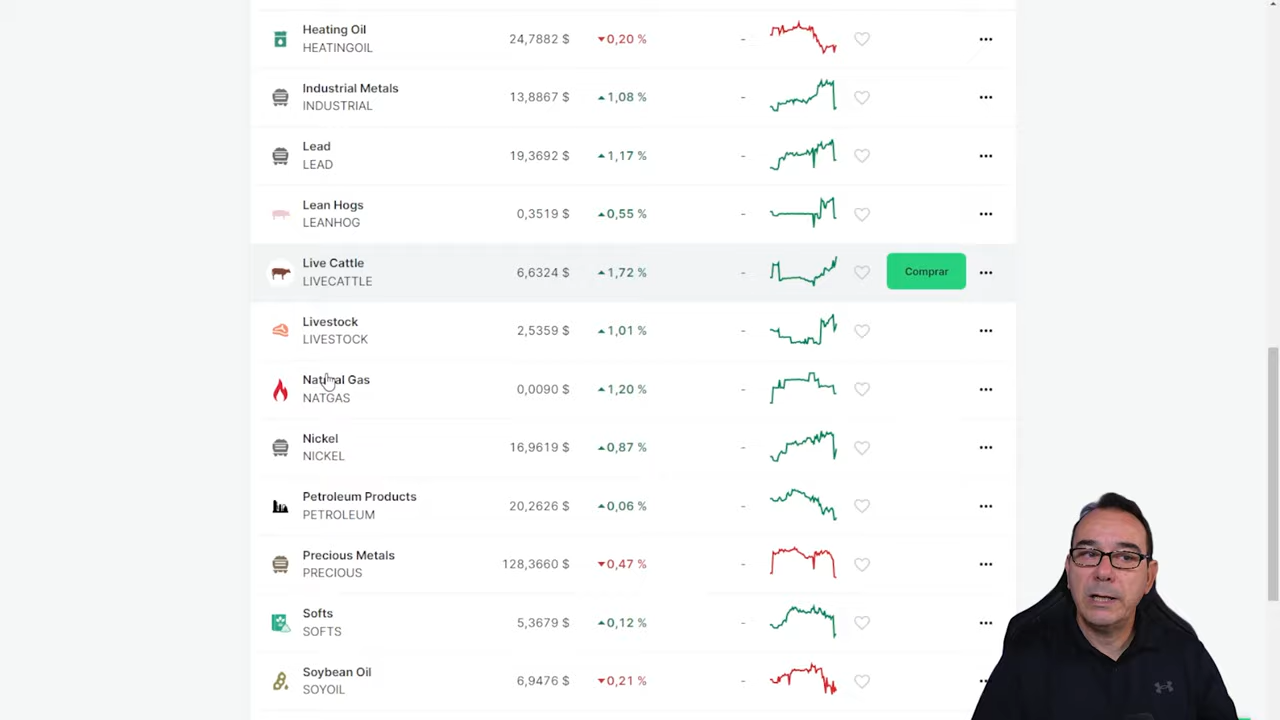 Heating Oil
HEATINGOIL
24,7882 $
0,20 %
-
Industrial Metals
INDUSTRIAL
13,8867 $
1,08 %
-
Lead
LEAD
19,3692 $
1,17 %
-
Lean Hogs
LEANHOG
0,3519 $
0,55 %
-
Live Cattle
LIVECATTLE
6,6324 $
1,72 %
-
Comprar
Livestock
LIVESTOCK
2,5359 $
1,01 %
-
Natural Gas
NATGAS
0,0090 $
1,20 %
-
Nickel
NICKEL
16,9619 $
0,87 %
-
Petroleum Products
PETROLEUM
20,2626 $
0,06 %
-
Precious Metals
PRECIOUS
128,3660 $
0,47 %
-
Softs
SOFTS
5,3679 $
0,12 %
-
Soybean Oil
SOYOIL
6,9476 $
0,21 %
-